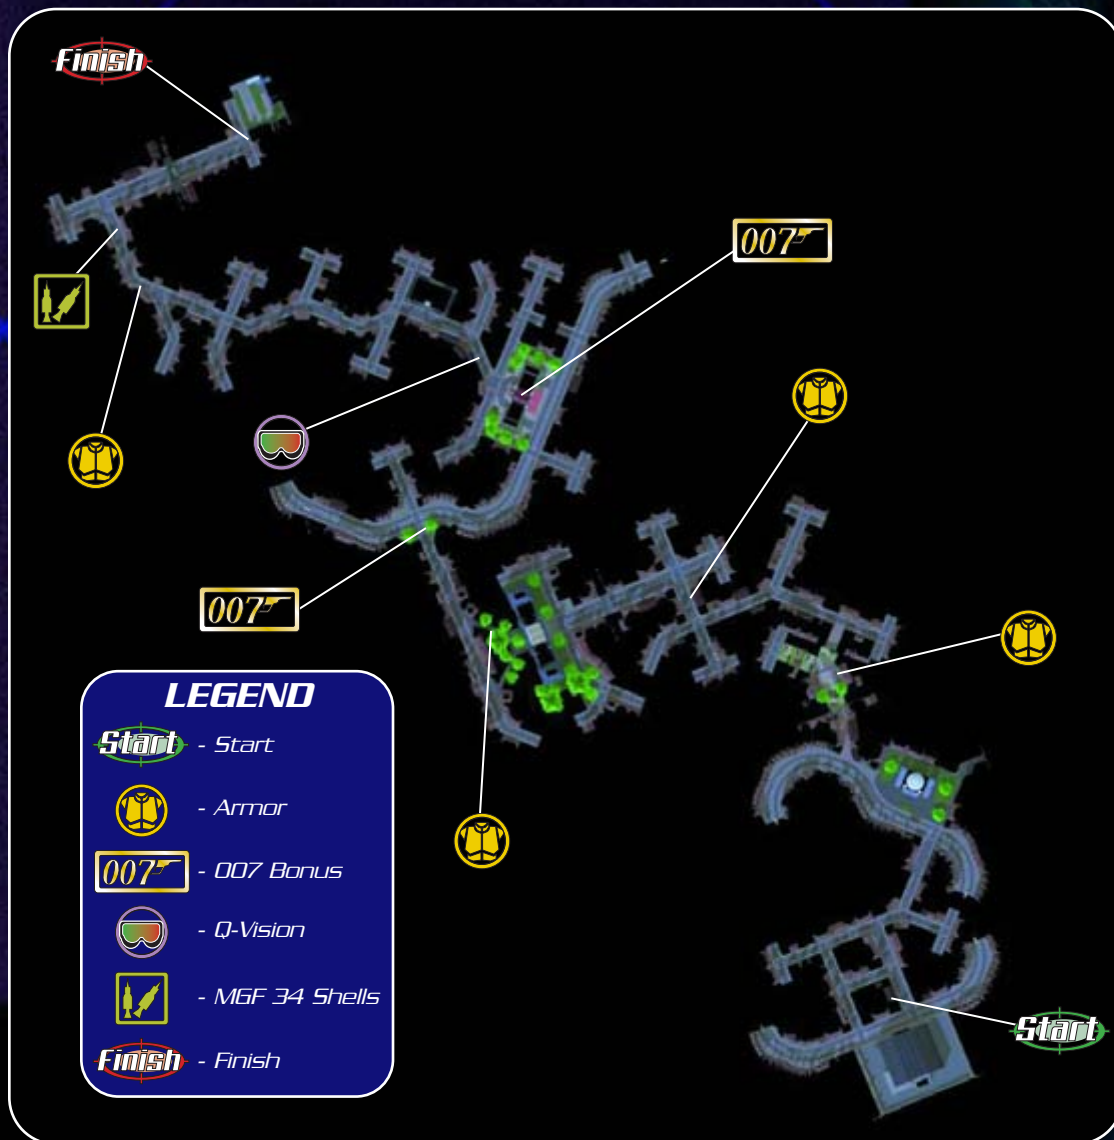 Finish
007
007
LEGEND
Start - Start
- Armor
007 - 007 Bonus
- Q-Vision
- MGF 34 Shells
Finish - Finish
Start